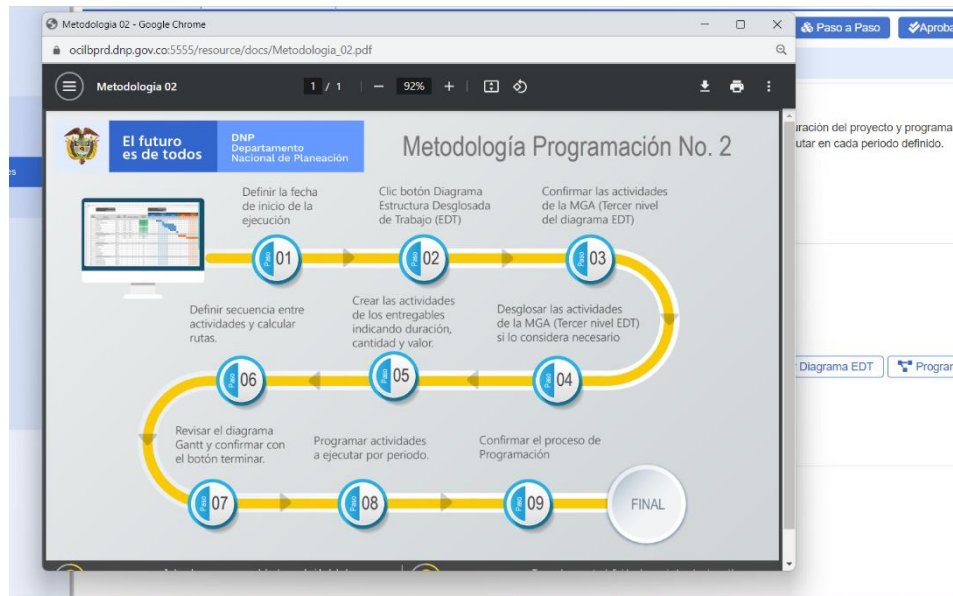 Metodologia 02 - Google Chrome
ocilbprd.dnp.gov.co:5555/resource/docs/Metodologia_02.pdf
Metodologia 02
1 / 1
92%
Paso a Paso
El futuro
es de todos
DNP
Departamento
Nacional de Planeación
Metodología Programación No. 2
Definir la fecha
de inicio de la
ejecución
Clic botón Diagrama
Estructura Desglosada
de Trabajo (EDT)
Confirmar las actividades
de la MGA (Tercer nivel
del diagrama EDT)
Paso 01
Paso 02
Paso 03
Definir secuencia entre
actividades y calcular
rutas.
Crear las actividades
de los entregables
indicando duración,
cantidad y valor.
Desglosar las actividades
de la MGA (Tercer nivel EDT)
si lo considera necesario
Paso 06
Paso 05
Paso 04
Revisar el diagrama
Gantt y confirmar con
el botón terminar.
Programar actividades
a ejecutar por periodo.
Confirmar el proceso de
Programación
Paso 07
Paso 08
Paso 09
FINAL
uración del proyecto y programa
utar en cada periodo definido.
Diagrama EDT